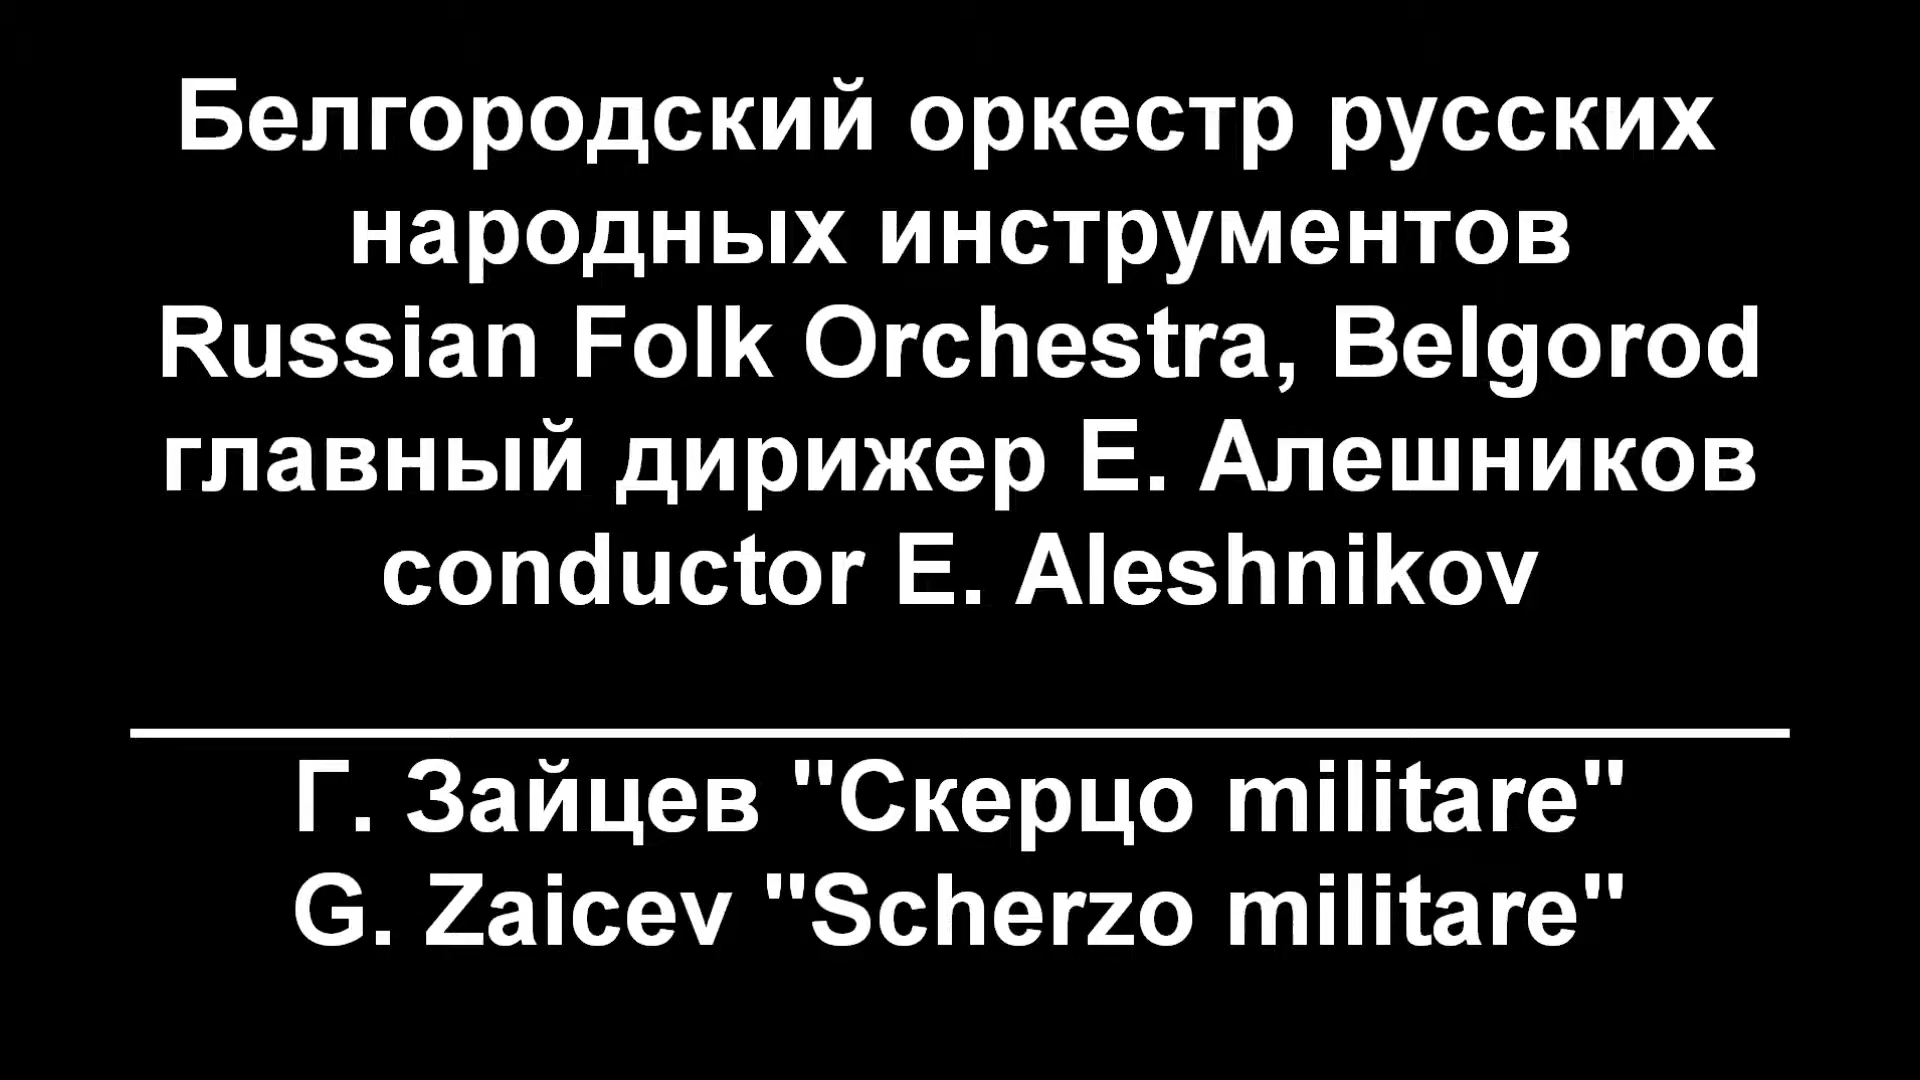 Белгородский оркестр русских
народных инструментов
Russian Folk Orchestra, Belgorod
главный дирижер Е. Алешников
conductor E. Aleshnikov
Г. Зайцев "Скерцо militare"
G. Zaicev "Scherzo militare"